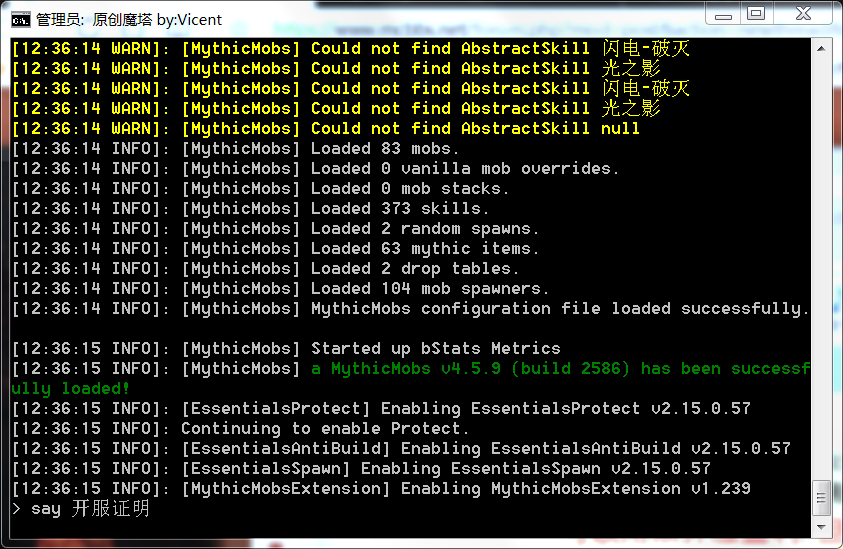 管理员: 原创魔塔 by:Vicent
[12:36:14 WARN]: [MythicMobs] Could not find AbstractSkill 闪电-破灭
[12:36:14 WARN]: [MythicMobs] Could not find AbstractSkill 光之影
[12:36:14 WARN]: [MythicMobs] Could not find AbstractSkill 闪电-破灭
[12:36:14 WARN]: [MythicMobs] Could not find AbstractSkill 光之影
[12:36:14 WARN]: [MythicMobs] Could not find AbstractSkill null
[12:36:14 INFO]: [MythicMobs] Loaded 83 mobs.
[12:36:14 INFO]: [MythicMobs] Loaded 0 vanilla mob overrides.
[12:36:14 INFO]: [MythicMobs] Loaded 0 mob stacks.
[12:36:14 INFO]: [MythicMobs] Loaded 373 skills.
[12:36:14 INFO]: [MythicMobs] Loaded 2 random spawns.
[12:36:14 INFO]: [MythicMobs] Loaded 63 mythic items.
[12:36:14 INFO]: [MythicMobs] Loaded 2 drop tables.
[12:36:14 INFO]: [MythicMobs] Loaded 104 mob spawners.
[12:36:14 INFO]: [MythicMobs] MythicMobs configuration file loaded successfully.
[12:36:15 INFO]: [MythicMobs] Started up bStats Metrics
[12:36:15 INFO]: [MythicMobs] a MythicMobs v4.5.9 (build 2586) has been successf
ully loaded!
[12:36:15 INFO]: [EssentialsProtect] Enabling EssentialsProtect v2.15.0.57
[12:36:15 INFO]: Continuing to enable Protect.
[12:36:15 INFO]: [EssentialsAntiBuild] Enabling EssentialsAntiBuild v2.15.0.57
[12:36:15 INFO]: [EssentialsSpawn] Enabling EssentialsSpawn v2.15.0.57
[12:36:15 INFO]: [MythicMobsExtension] Enabling MythicMobsExtension v1.239
> say 开服证明